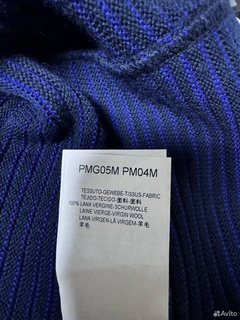 PMG05M PM04M
TESSUTO-GEWEBE-TISSUS-FABRIC
TEJIDO-TECIDO-面料-面料
100% LANA VERGINE-SCHURWOLLE
LAINE VIERGE-VIRGIN WOOL
LANA VIRGEN-LÃ VIRGEM-羊毛
羊毛
Avito